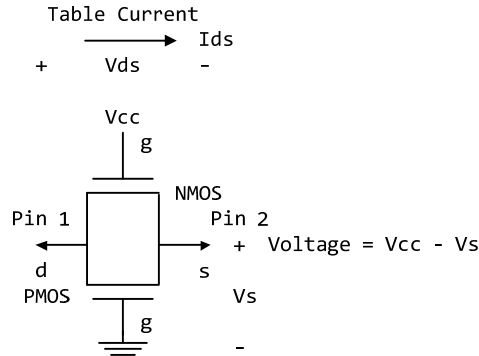 Table Current
Ids
+ Vds -
Vcc
g
NMOS
Pin 1 Pin 2
+ Voltage = Vcc - Vs
d s
PMOS Vs
g
-